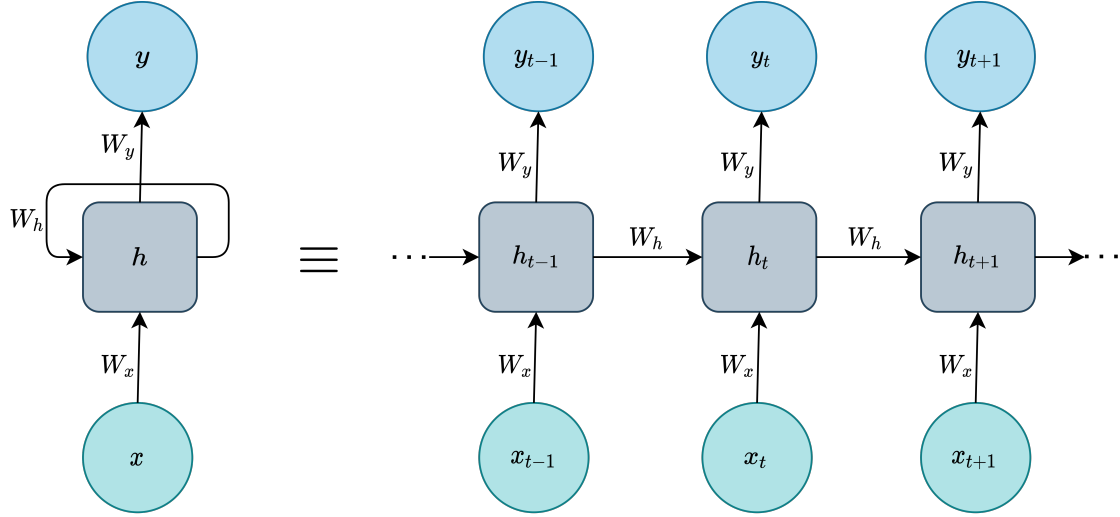 y y_{t-1} y_t y_{t+1}
W_y W_y W_y W_y
W_h W_h W_h
h ≡ ··· h_{t-1} h_t h_{t+1} ···
W_x W_x W_x W_x
x x_{t-1} x_t x_{t+1}